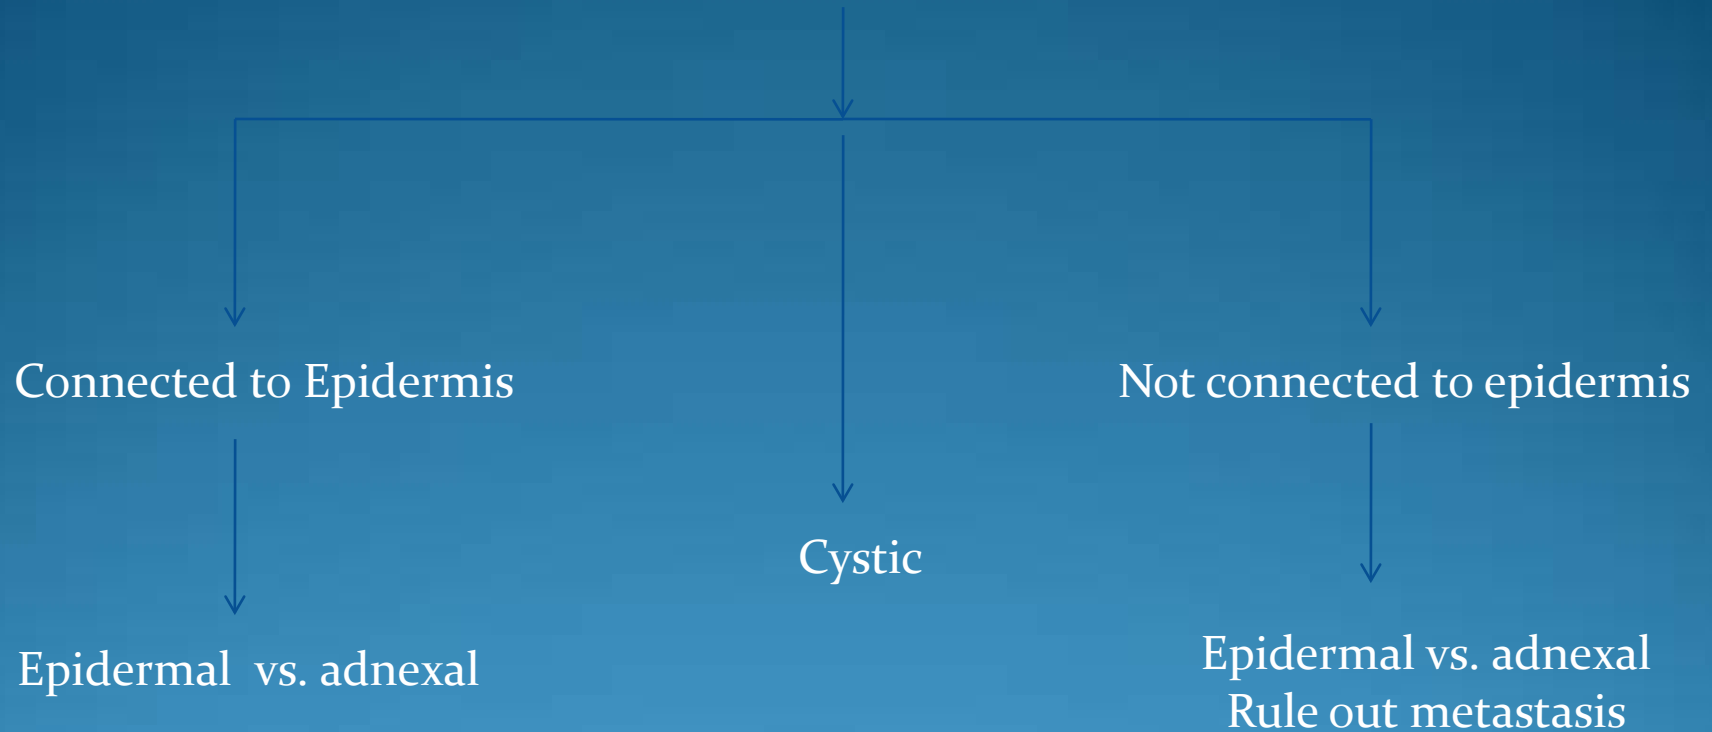 Connected to Epidermis
Not connected to epidermis
Cystic
Epidermal vs. adnexal
Epidermal vs. adnexal
Rule out metastasis